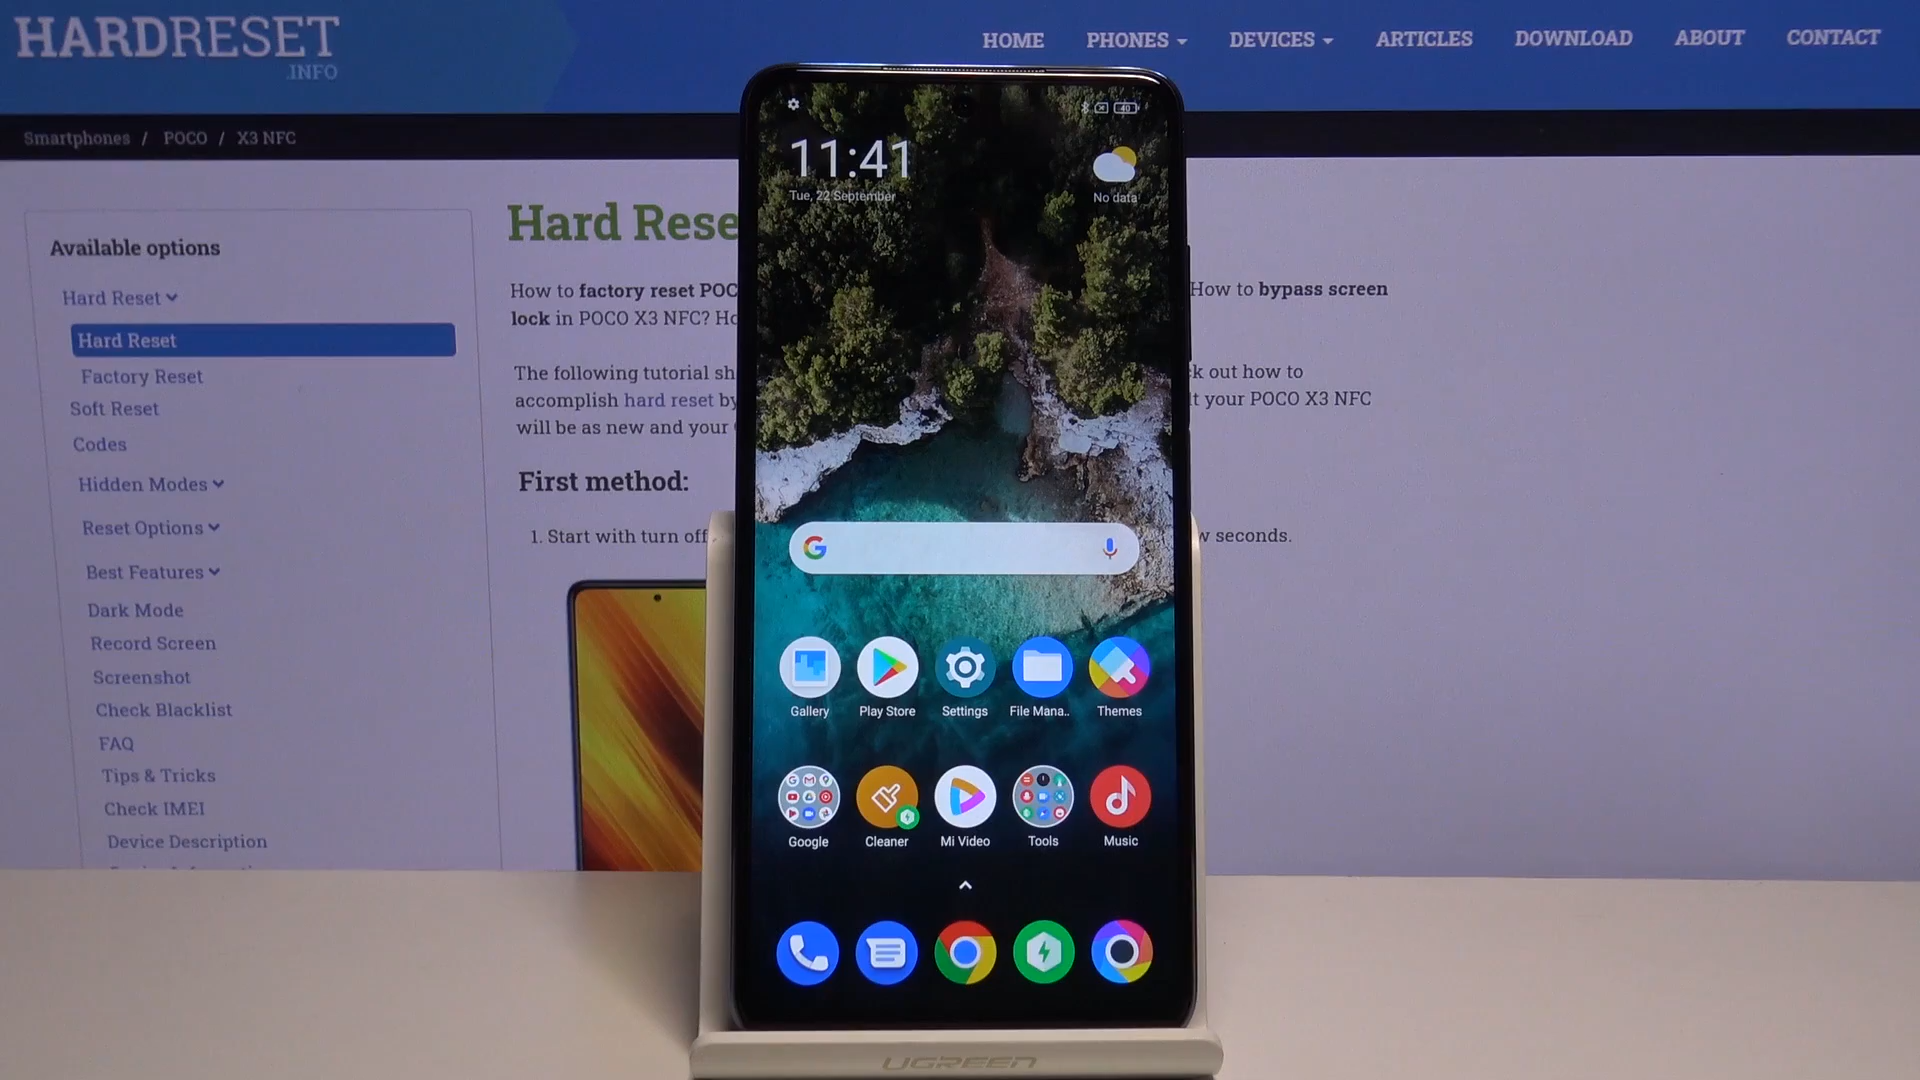 HARDRESET
.INFO
HOME PHONES DEVICES ARTICLES DOWNLOAD ABOUT CONTACT
Smartphones / POCO / X3 NFC
Available options
Hard Reset
Hard Reset
Factory Reset
Soft Reset
Codes
Hidden Modes
Reset Options
Best Features
Dark Mode
Record Screen
Screenshot
Check Blacklist
FAQ
Tips & Tricks
Check IMEI
Device Description
Hard Rese
How to factory reset POC How to bypass screen
lock in POCO X3 NFC?
The following tutorial sh k out how to
accomplish hard reset by lt your POCO X3 NFC
will be as new and your
First method:
1. Start with turn off w seconds.
40
11:41
Tue, 22 September
No data
Gallery Play Store Settings File Mana.. Themes
Google Cleaner Mi Video Tools Music
UGREEN